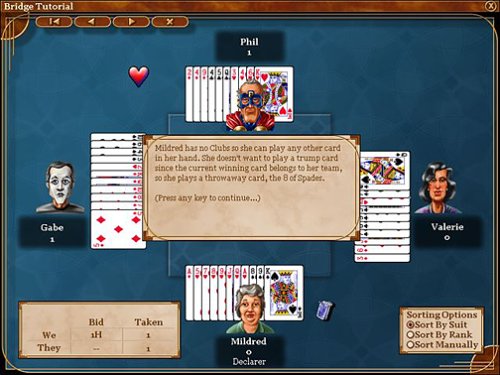 Bridge Tutorial
Phil
1
Mildred has no Clubs so she can play any other card
in her hand. She doesn't want to play a trump card
since the current winning card belongs to her team,
so she plays a throwaway card, the 8 of Spades.
(Press any key to continue...)
Gabe
1
Valerie
0
Bid Taken
We 1H 1
They -- 1
Mildred
0
Declarer
Sorting Options
Sort By Suit
Sort By Rank
Sort Manually